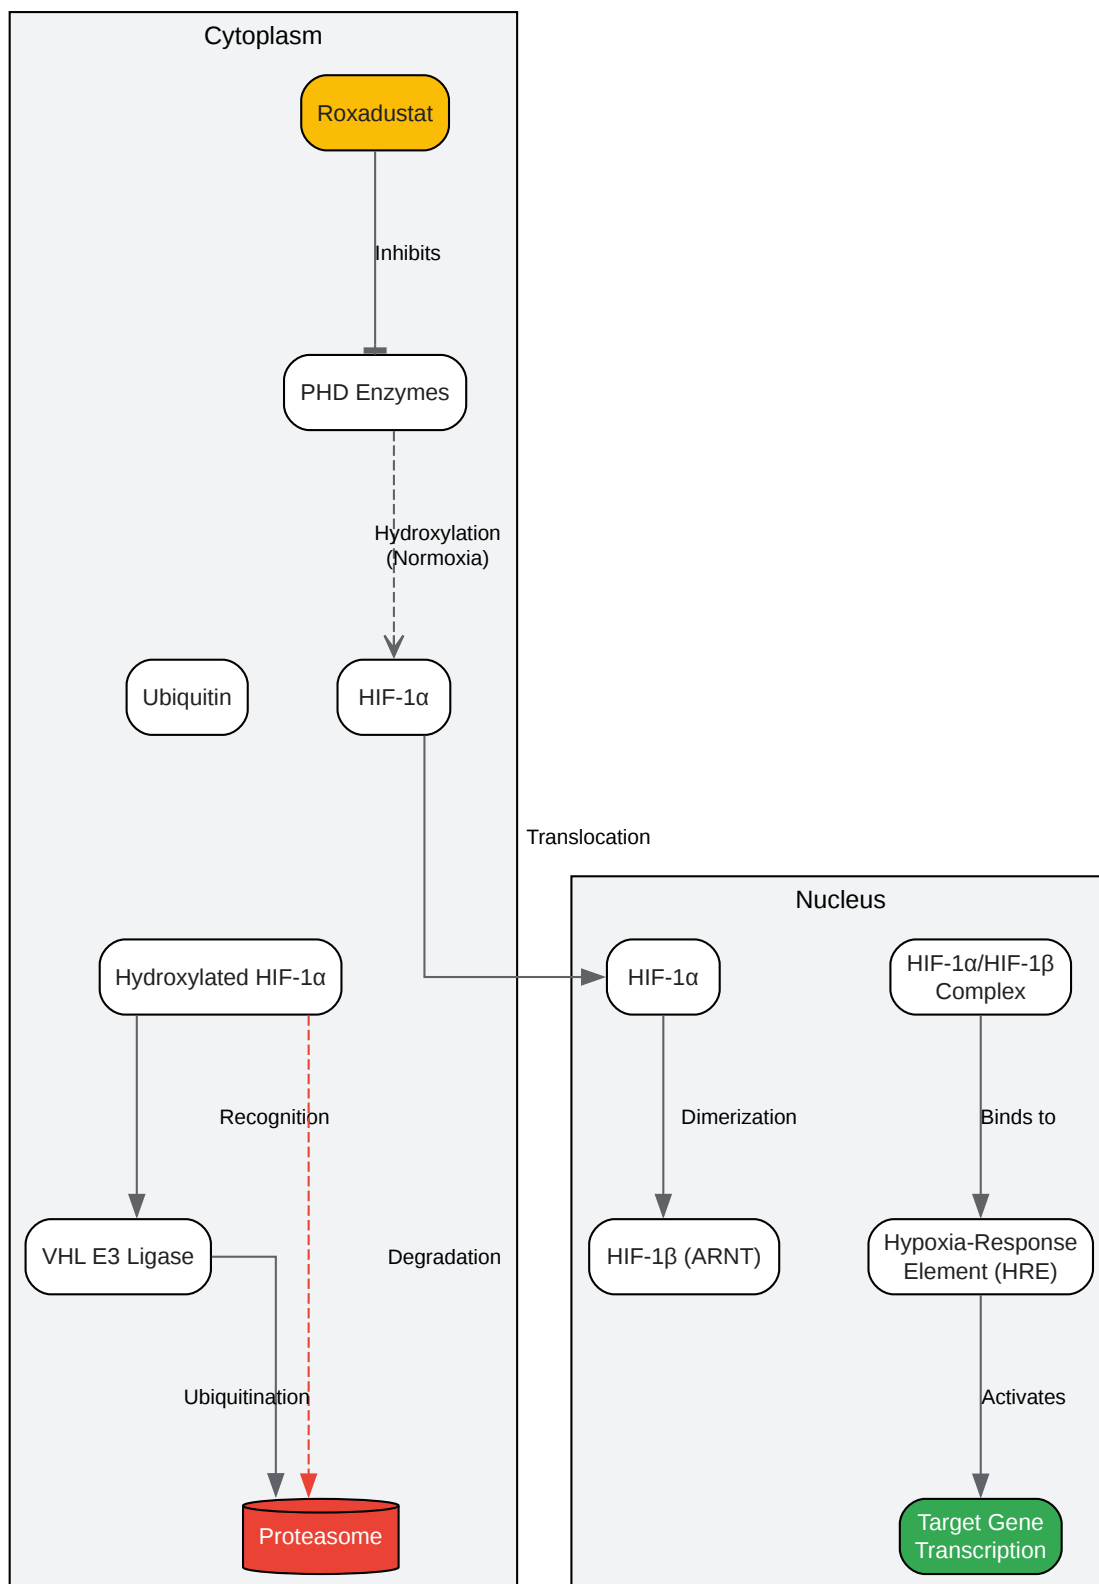 Cytoplasm
Roxadustat
Inhibits
PHD Enzymes
Hydroxylation
(Normoxia)
Ubiquitin
HIF-1α
Translocation
Hydroxylated HIF-1α
Recognition
VHL E3 Ligase
Degradation
Ubiquitination
Proteasome
Nucleus
HIF-1α
HIF-1α/HIF-1β
Complex
Dimerization
Binds to
HIF-1β (ARNT)
Hypoxia-Response
Element (HRE)
Activates
Target Gene
Transcription